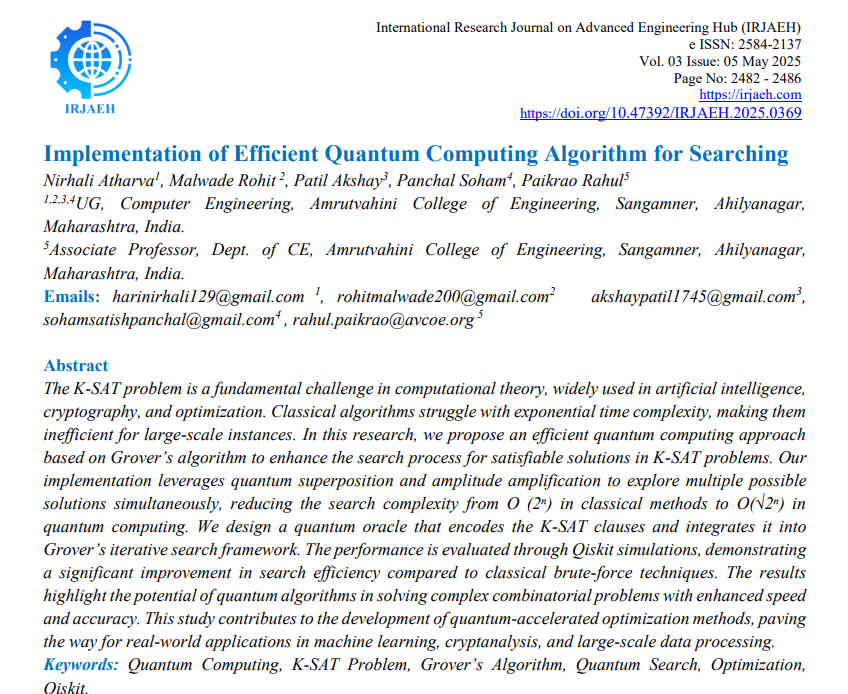 IRJAEH
International Research Journal on Advanced Engineering Hub (IRJAEH)
e ISSN: 2584-2137
Vol. 03 Issue: 05 May 2025
Page No: 2482 - 2486
https://irjaeh.com
https://doi.org/10.47392/IRJAEH.2025.0369
Implementation of Efficient Quantum Computing Algorithm for Searching
Nirhali Atharva¹, Malwade Rohit ², Patil Akshay³, Panchal Soham⁴, Paikrao Rahul⁵
¹,²,³,⁴UG, Computer Engineering, Amrutvahini College of Engineering, Sangamner, Ahilyanagar,
Maharashtra, India.
⁵Associate Professor, Dept. of CE, Amrutvahini College of Engineering, Sangamner, Ahilyanagar,
Maharashtra, India.
Emails: harinirhali129@gmail.com ¹, rohitmalwade200@gmail.com² akshaypatil1745@gmail.com³,
sohamsatishpanchal@gmail.com⁴ , rahul.paikrao@avcoe.org ⁵
Abstract
The K-SAT problem is a fundamental challenge in computational theory, widely used in artificial intelligence,
cryptography, and optimization. Classical algorithms struggle with exponential time complexity, making them
inefficient for large-scale instances. In this research, we propose an efficient quantum computing approach
based on Grover's algorithm to enhance the search process for satisfiable solutions in K-SAT problems. Our
implementation leverages quantum superposition and amplitude amplification to explore multiple possible
solutions simultaneously, reducing the search complexity from O (2ⁿ) in classical methods to O(√2ⁿ) in
quantum computing. We design a quantum oracle that encodes the K-SAT clauses and integrates it into
Grover's iterative search framework. The performance is evaluated through Qiskit simulations, demonstrating
a significant improvement in search efficiency compared to classical brute-force techniques. The results
highlight the potential of quantum algorithms in solving complex combinatorial problems with enhanced speed
and accuracy. This study contributes to the development of quantum-accelerated optimization methods, paving
the way for real-world applications in machine learning, cryptanalysis, and large-scale data processing.
Keywords: Quantum Computing, K-SAT Problem, Grover's Algorithm, Quantum Search, Optimization,
Qiskit.